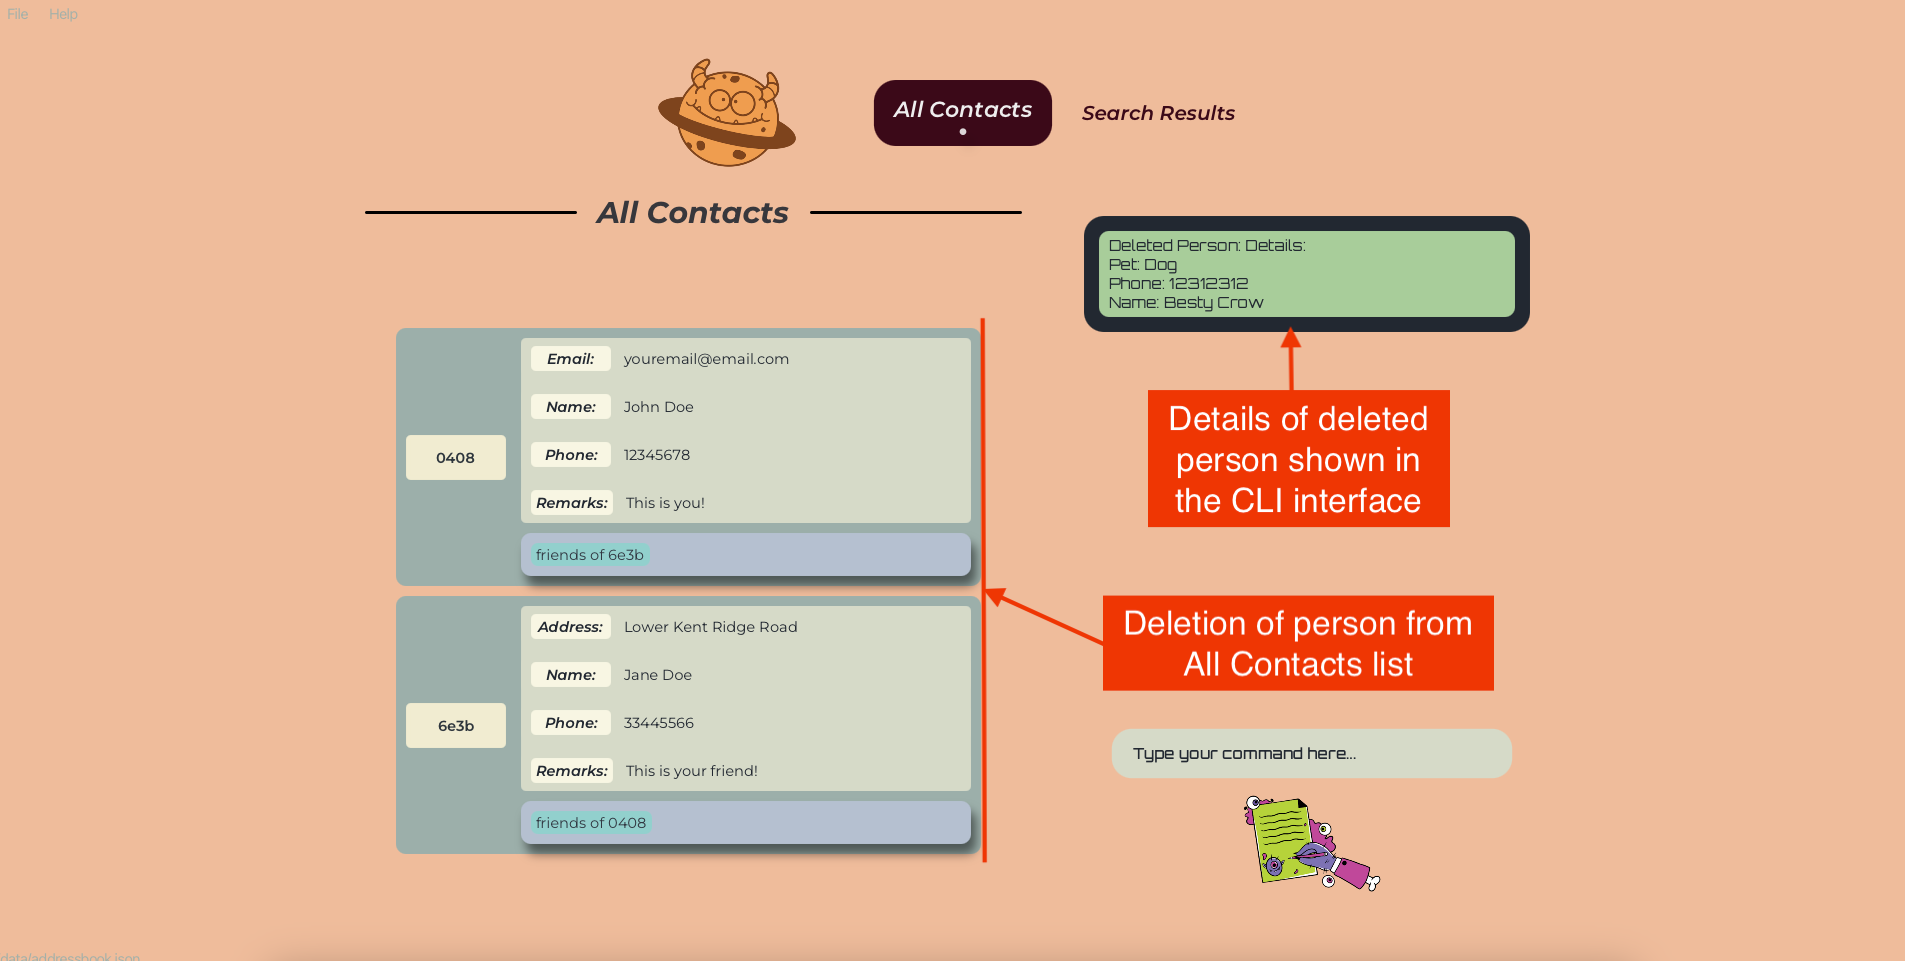 File Help
All Contacts
Search Results
All Contacts
Deleted Person: Details:
Pet: Dog
Phone: 12312312
Name: Besty Crow
Details of deleted
person shown in
the CLI interface
0408
Email: youremail@email.com
Name: John Doe
Phone: 12345678
Remarks: This is you!
friends of 6e3b
6e3b
Address: Lower Kent Ridge Road
Name: Jane Doe
Phone: 33445566
Remarks: This is your friend!
friends of 0408
Deletion of person from
All Contacts list
Type your command here...
data/addressbook.json